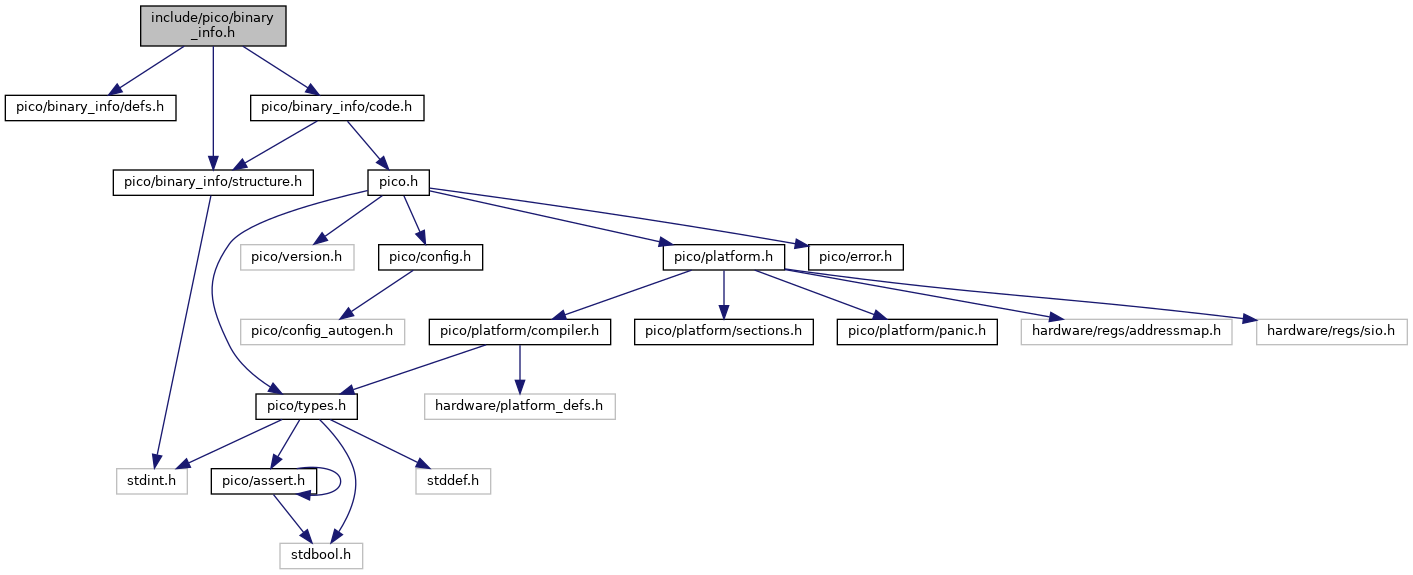 include/pico/binary
_info.h
pico/binary_info/defs.h
pico/binary_info/code.h
pico/binary_info/structure.h
pico.h
pico/version.h
pico/config.h
pico/platform.h
pico/error.h
pico/config_autogen.h
pico/platform/compiler.h
pico/platform/sections.h
pico/platform/panic.h
hardware/regs/addressmap.h
hardware/regs/sio.h
pico/types.h
hardware/platform_defs.h
stdint.h
pico/assert.h
stddef.h
stdbool.h